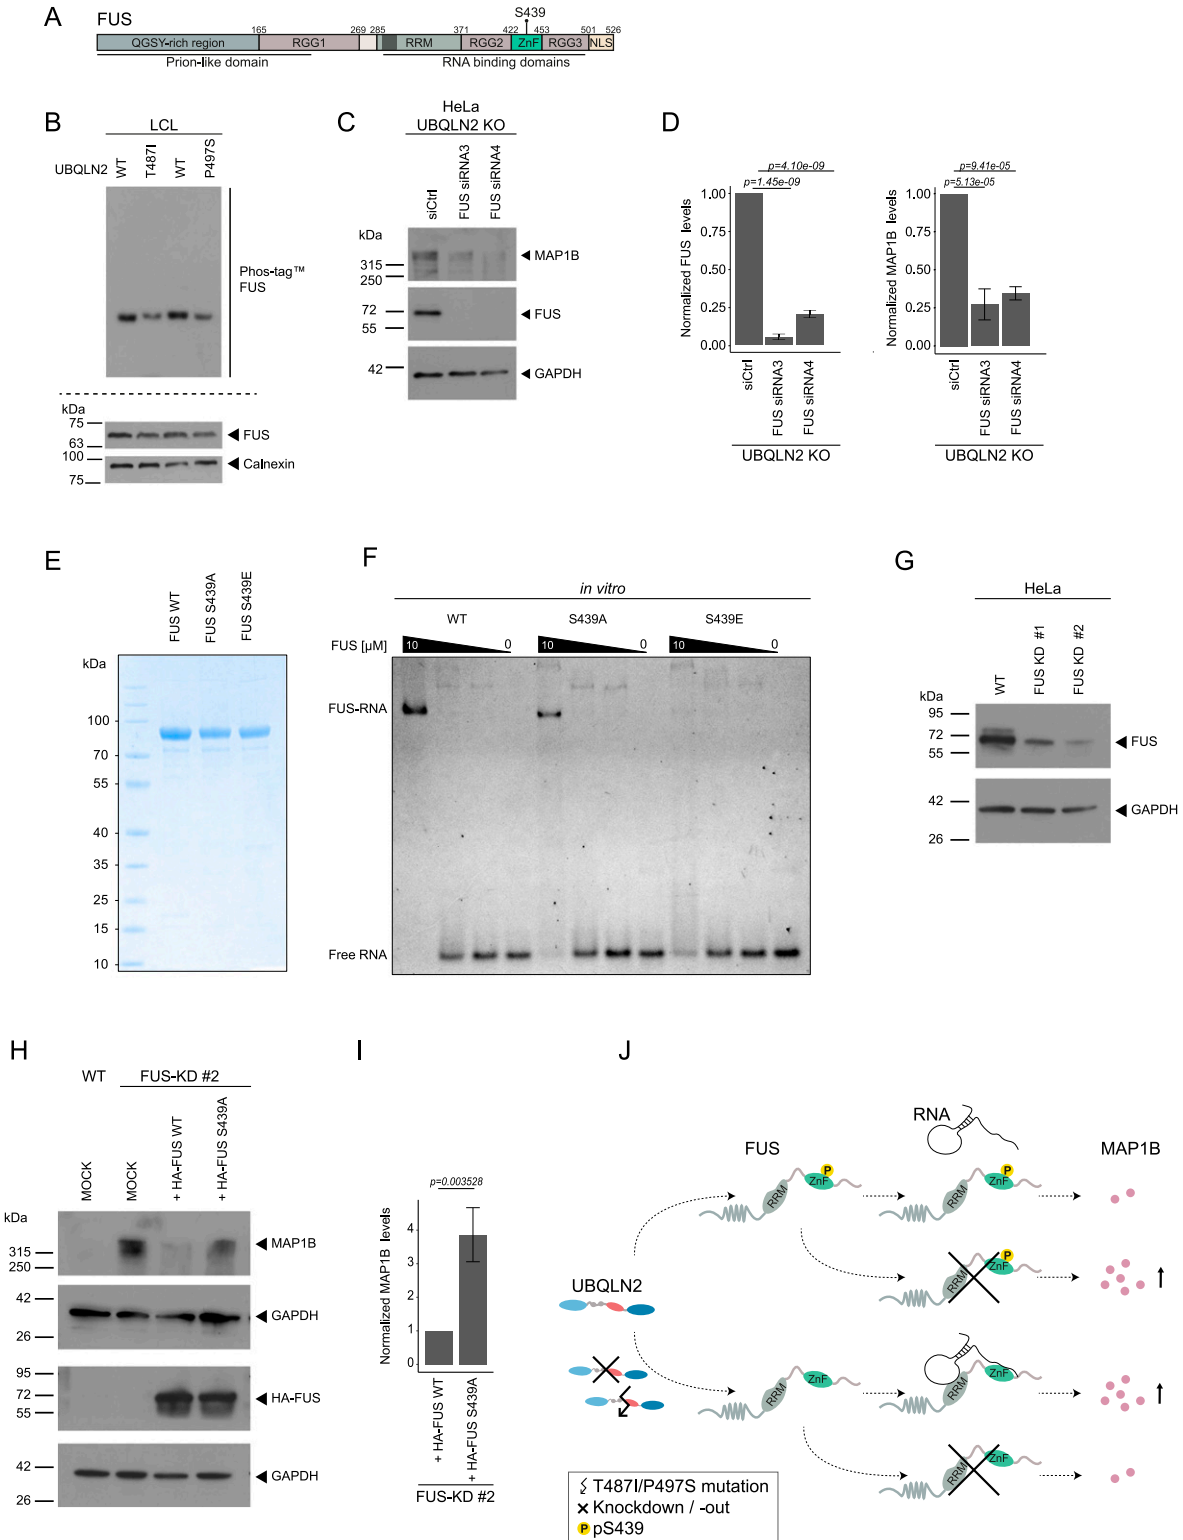 A
FUS
S439
165 269 285 371 422 453 501 526
QGSY-rich region RGG1 RRM RGG2 ZnF RGG3 NLS
Prion-like domain RNA binding domains
B
LCL
UBQLN2 WT T487I WT P497S
Phos-tag™
FUS
kDa
75
63
FUS
100
75
Calnexin
C
HeLa
UBQLN2 KO
siCtrl FUS siRNA3 FUS siRNA4
kDa
315
250
MAP1B
72
55
FUS
42
GAPDH
D
p=4.10e-09
p=1.45e-09
Normalized FUS levels
1.00
0.75
0.50
0.25
0.00
siCtrl FUS siRNA3 FUS siRNA4
UBQLN2 KO
p=9.41e-05
p=5.13e-05
Normalized MAP1B levels
1.00
0.75
0.50
0.25
0.00
siCtrl FUS siRNA3 FUS siRNA4
UBQLN2 KO
E
FUS WT FUS S439A FUS S439E
kDa
100
70
55
40
35
25
15
10
F
in vitro
WT S439A S439E
FUS [µM] 10 0 10 0 10 0
FUS-RNA
Free RNA
G
HeLa
WT FUS KD #1 FUS KD #2
kDa
95
72
55
FUS
42
26
GAPDH
H
WT FUS-KD #2
MOCK MOCK + HA-FUS WT + HA-FUS S439A
kDa
315
250
MAP1B
42
26
GAPDH
95
72
55
HA-FUS
42
26
GAPDH
I
p=0.003528
Normalized MAP1B levels
4
3
2
1
0
+ HA-FUS WT + HA-FUS S439A
FUS-KD #2
J
RNA
FUS MAP1B
RRM ZnF P
RRM ZnF P
UBQLN2
RRM ZnF P
RRM ZnF
RRM ZnF
RRM ZnF
T487I/P497S mutation
Knockdown / -out
P pS439